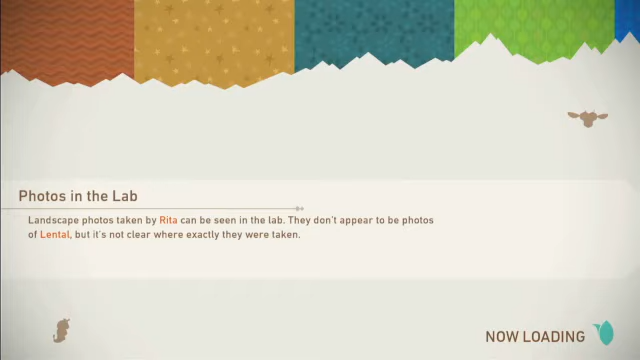 Photos in the Lab
Landscape photos taken by Rita can be seen in the lab. They don't appear to be photos
of Lental, but it's not clear where exactly they were taken.
NOW LOADING